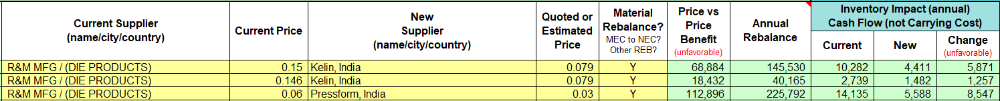 Current Supplier
(name/city/country)
Current Price
New
Supplier
(name/city/country)
Quoted or
Estimated
Price
Material
Rebalance?
MEC to NEC?
Other REB?
Price vs
Price
Benefit
(unfavorable)
Annual
Rebalance
Inventory Impact (annual)
Cash Flow (not Carrying Cost)
Current
New
Change
(unfavorable)
R&M MFG / (DIE PRODUCTS) 0.15 Kelin, India 0.079 Y 68,884 145,530 10,282 4,411 5,871
R&M MFG / (DIE PRODUCTS) 0.146 Kelin, India 0.079 Y 18,432 40,165 2,739 1,482 1,257
R&M MFG / (DIE PRODUCTS) 0.06 Pressform, India 0.03 Y 112,896 225,792 14,135 5,588 8,547